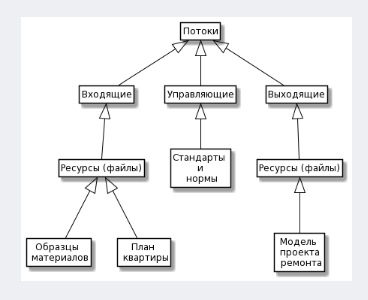 Потоки
Входящие
Управляющие
Выходящие
Ресурсы (файлы)
Стандарты
и
нормы
Ресурсы (файлы)
Образцы
материалов
План
квартиры
Модель
проекта
ремонта